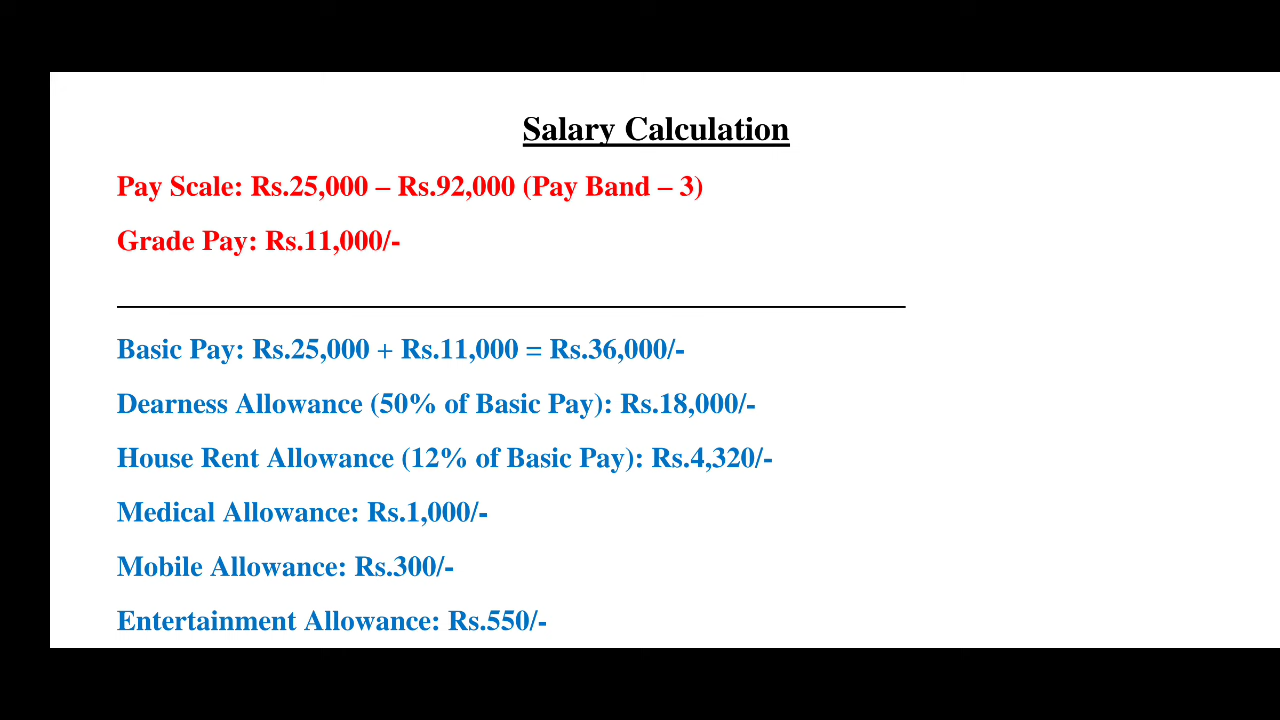 Salary Calculation
Pay Scale: Rs.25,000 – Rs.92,000 (Pay Band – 3)
Grade Pay: Rs.11,000/-
Basic Pay: Rs.25,000 + Rs.11,000 = Rs.36,000/-
Dearness Allowance (50% of Basic Pay): Rs.18,000/-
House Rent Allowance (12% of Basic Pay): Rs.4,320/-
Medical Allowance: Rs.1,000/-
Mobile Allowance: Rs.300/-
Entertainment Allowance: Rs.550/-